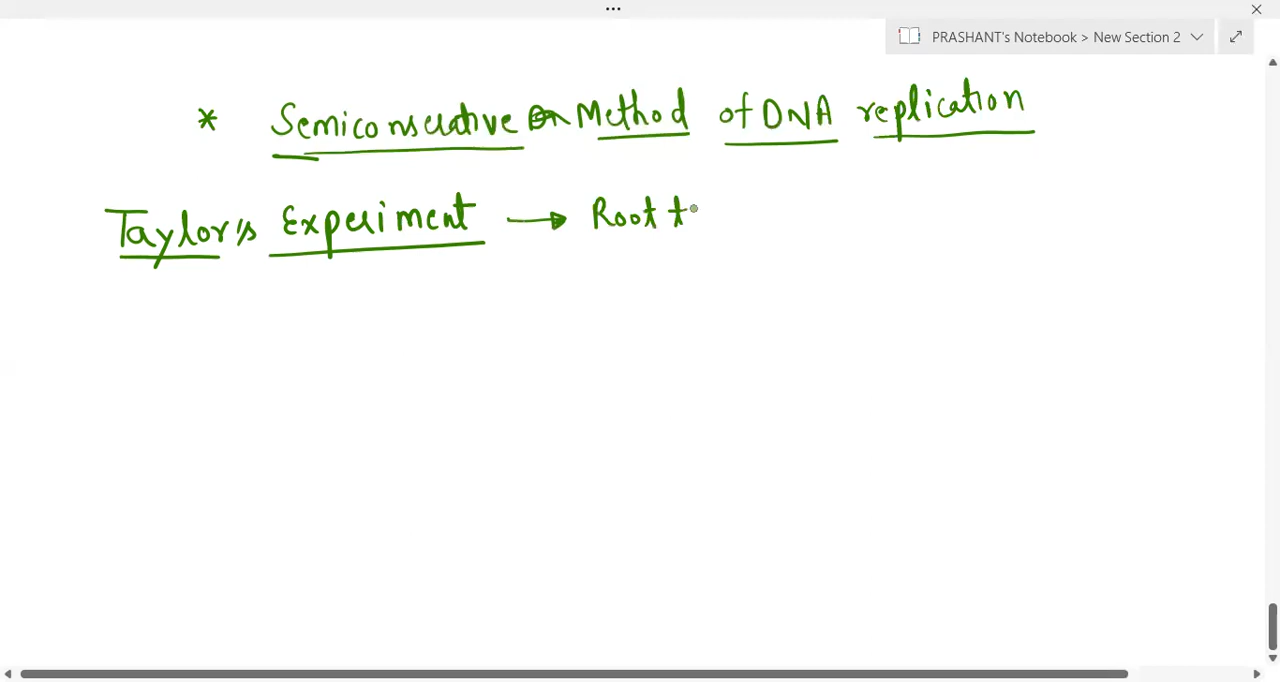 ...
PRASHANT's Notebook > New Section 2
* Semiconservative Method of DNA replication
Taylor's Experiment → Root t